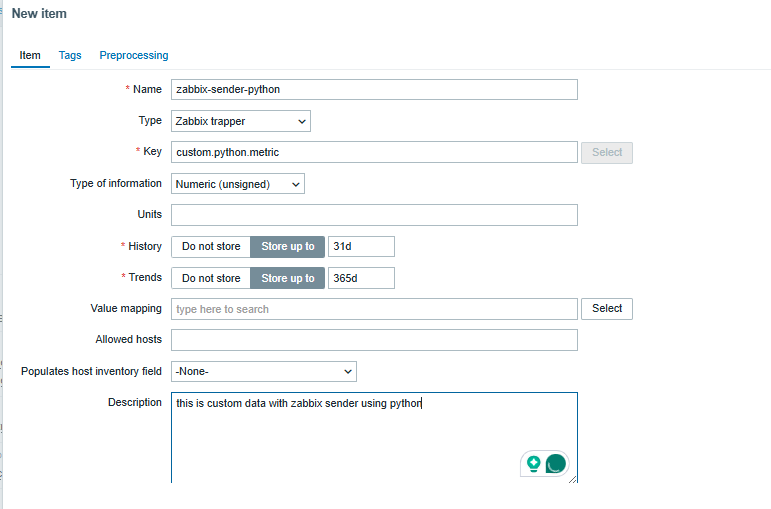 New item
Item Tags Preprocessing
* Name zabbix-sender-python
Type Zabbix trapper
* Key custom.python.metric Select
Type of information Numeric (unsigned)
Units
* History Do not store Store up to 31d
* Trends Do not store Store up to 365d
Value mapping type here to search Select
Allowed hosts
Populates host inventory field -None-
Description this is custom data with zabbix sender using python